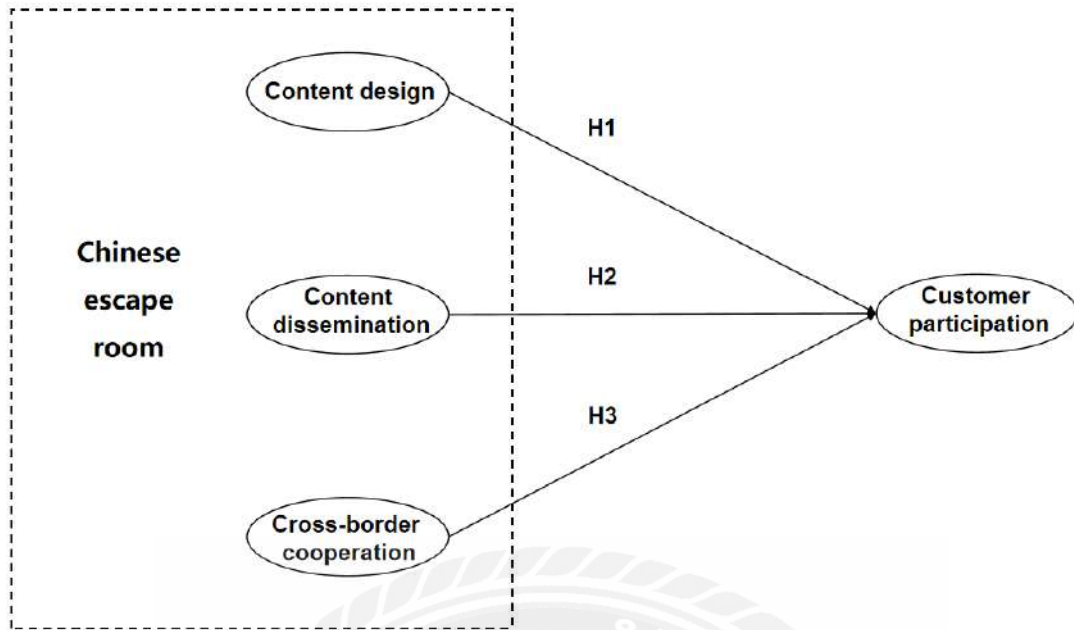 Content design
H1
Chinese
escape
room
Content
dissemination
H2
Customer
participation
H3
Cross-border
cooperation